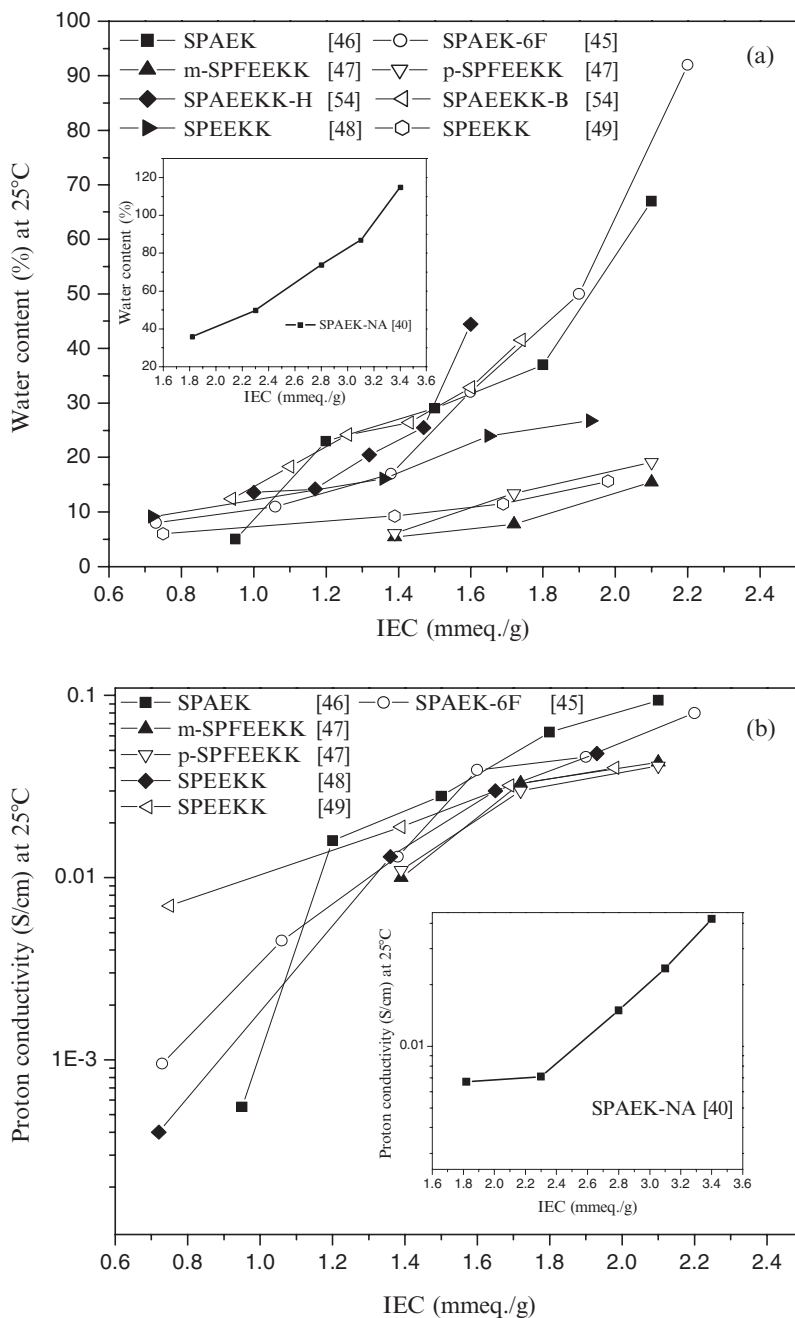 100
90
80
70
60
50
40
30
20
10
0
Water content (%) at 25°C
SPAEK [46] SPAEK-6F [45]
m-SPFEEKK [47] p-SPFEEKK [47]
SPAEEKK-H [54] SPAEEKK-B [54]
SPEEKK [48] SPEEKK [49]
(a)
140
120
100
80
60
40
20
Water content (%)
SPAEK-NA [40]
1.6 1.8 2.0 2.2 2.4 2.6 2.8 3.0 3.2 3.4 3.6
IEC (mmeq./g)
0.6 0.8 1.0 1.2 1.4 1.6 1.8 2.0 2.2 2.4
IEC (mmeq./g)
0.1
0.01
1E-3
Proton conductivity (S/cm) at 25°C
SPAEK [46] SPAEK-6F [45]
m-SPFEEKK [47]
p-SPFEEKK [47]
SPEEKK [48]
SPEEKK [49]
(b)
Proton conductivity (S/cm) at 25°C
0.01
SPAEK-NA [40]
1.6 1.8 2.0 2.2 2.4 2.6 2.8 3.0 3.2 3.4 3.6
IEC (mmeq./g)
0.6 0.8 1.0 1.2 1.4 1.6 1.8 2.0 2.2 2.4
IEC (mmeq./g)